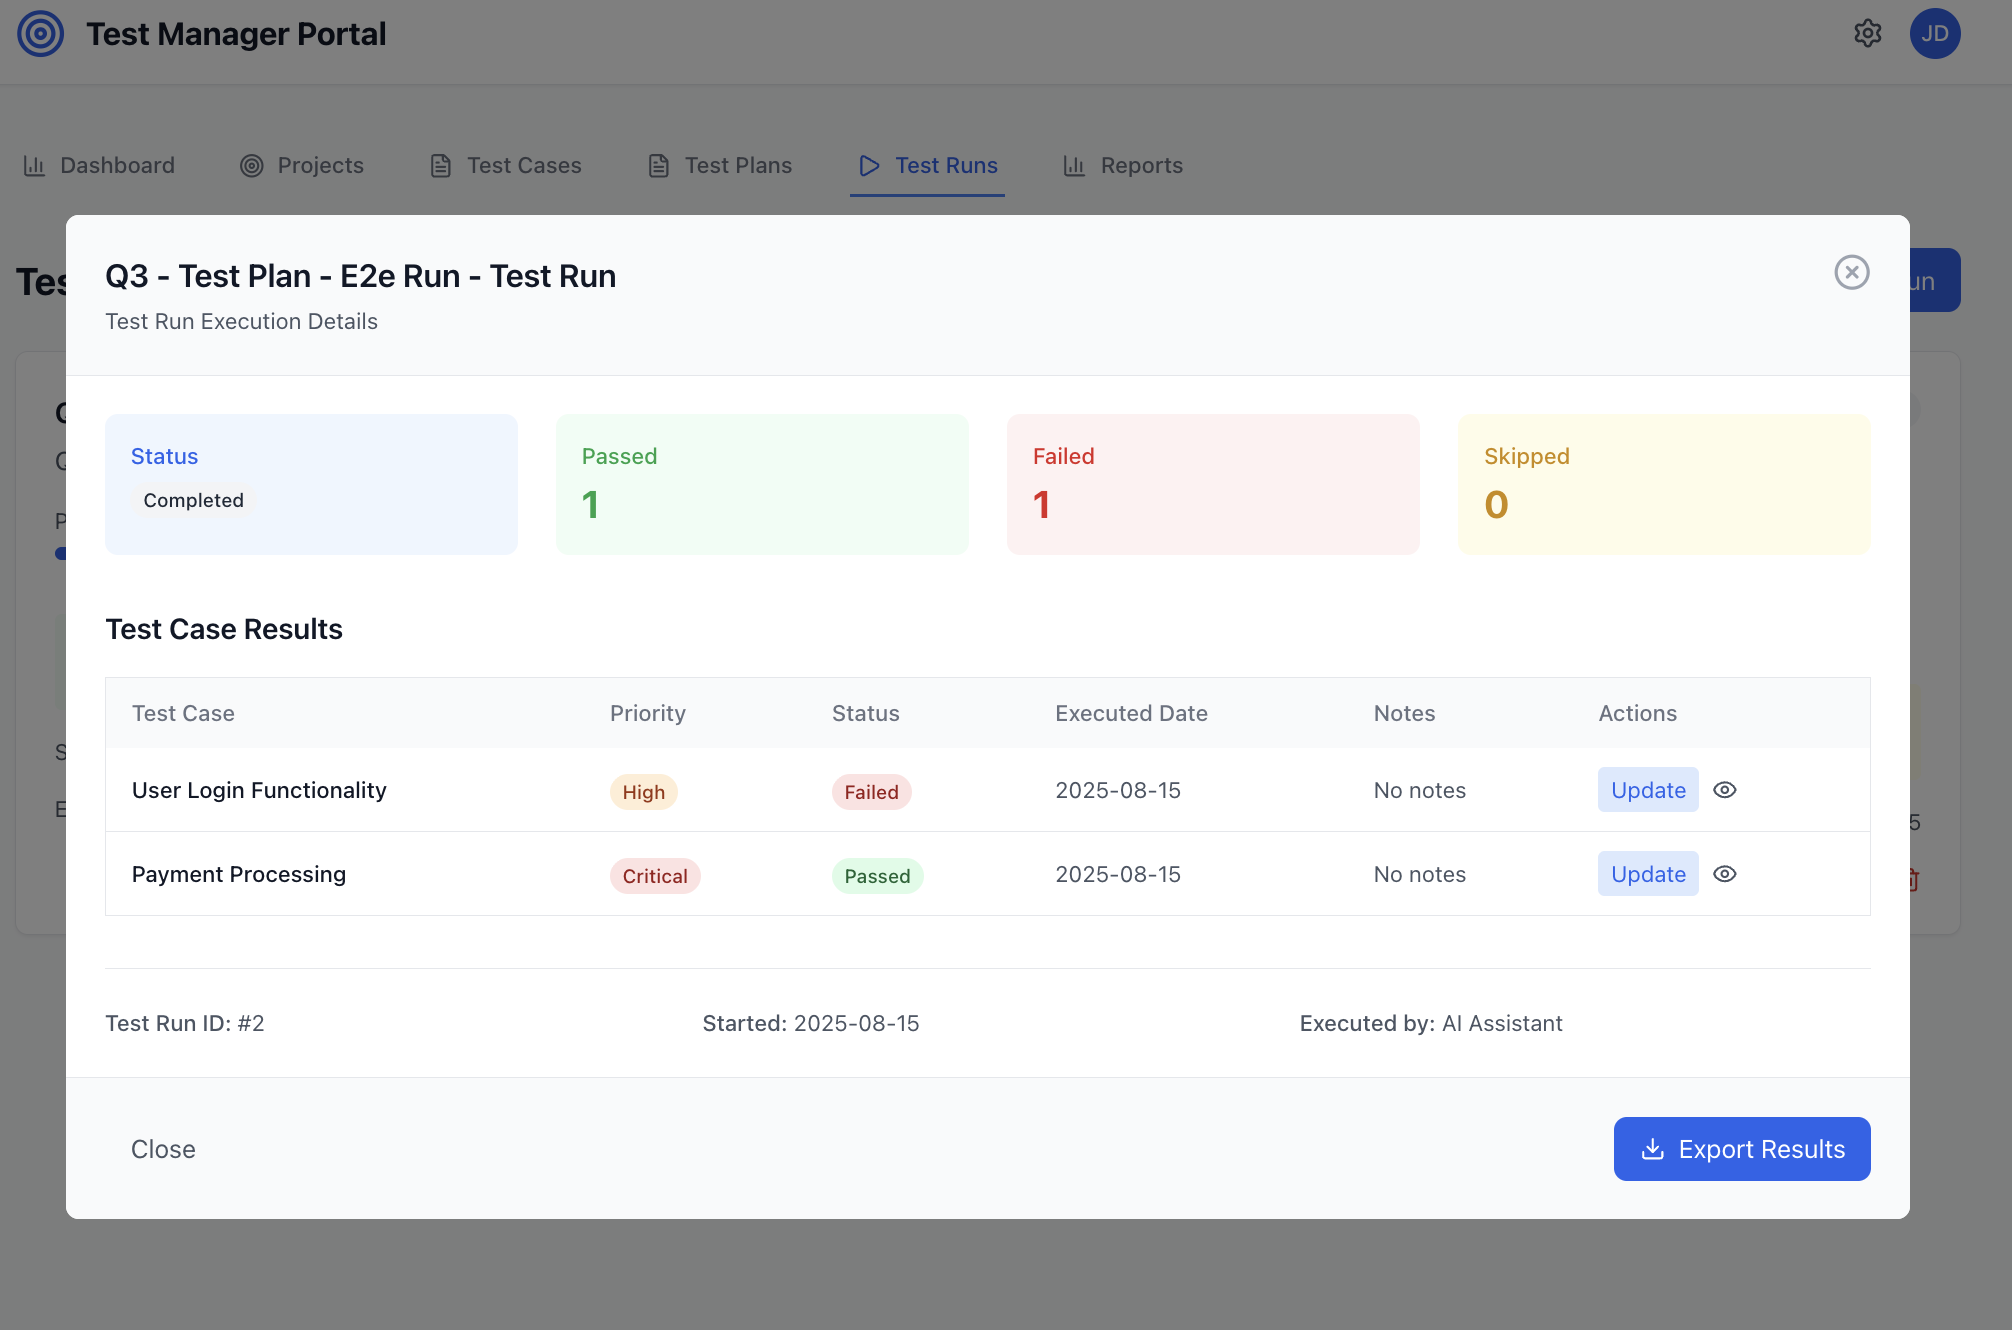 Test Manager Portal
JD
Dashboard
Projects
Test Cases
Test Plans
Test Runs
Reports
Q3 - Test Plan - E2e Run - Test Run
Test Run Execution Details
Status
Completed
Passed
1
Failed
1
Skipped
0
Test Case Results
Test Case Priority Status Executed Date Notes Actions
User Login Functionality High Failed 2025-08-15 No notes Update
Payment Processing Critical Passed 2025-08-15 No notes Update
Test Run ID: #2
Started: 2025-08-15
Executed by: AI Assistant
Close
Export Results